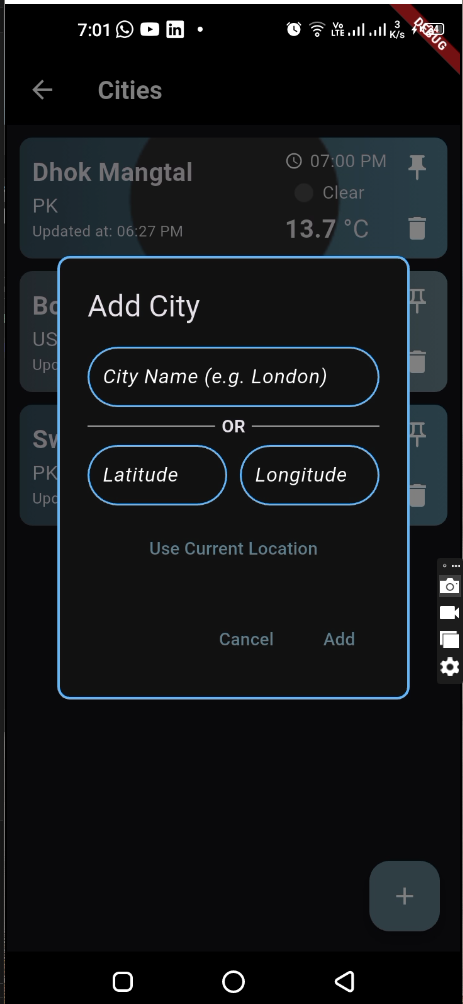 7:01
Vo
LTE
3
K/s
24
DEBUG
Cities
Dhok Mangtal
07:00 PM
PK
Clear
Updated at: 06:27 PM
13.7 °C
Bo
US
Upd
Sw
PK
Upd
Add City
City Name (e.g. London)
OR
Latitude
Longitude
Use Current Location
Cancel
Add